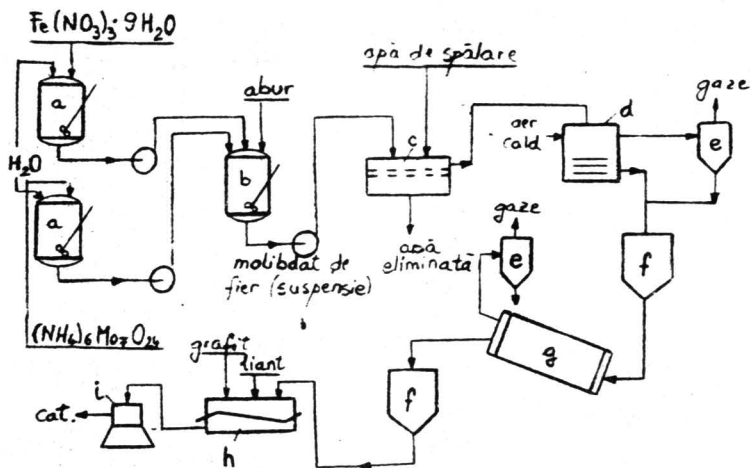 Fe(NO₃)₃·9H₂O
apă de spălare
gaze
a
abur
aer
cald
d
e
c
H₂O
b
a
gaze
apă
eliminată
e
f
molibdat de
fier (suspensie)
g
(NH₄)₆Mo₇O₂₄
grafit
liant
f
i
cat.
h